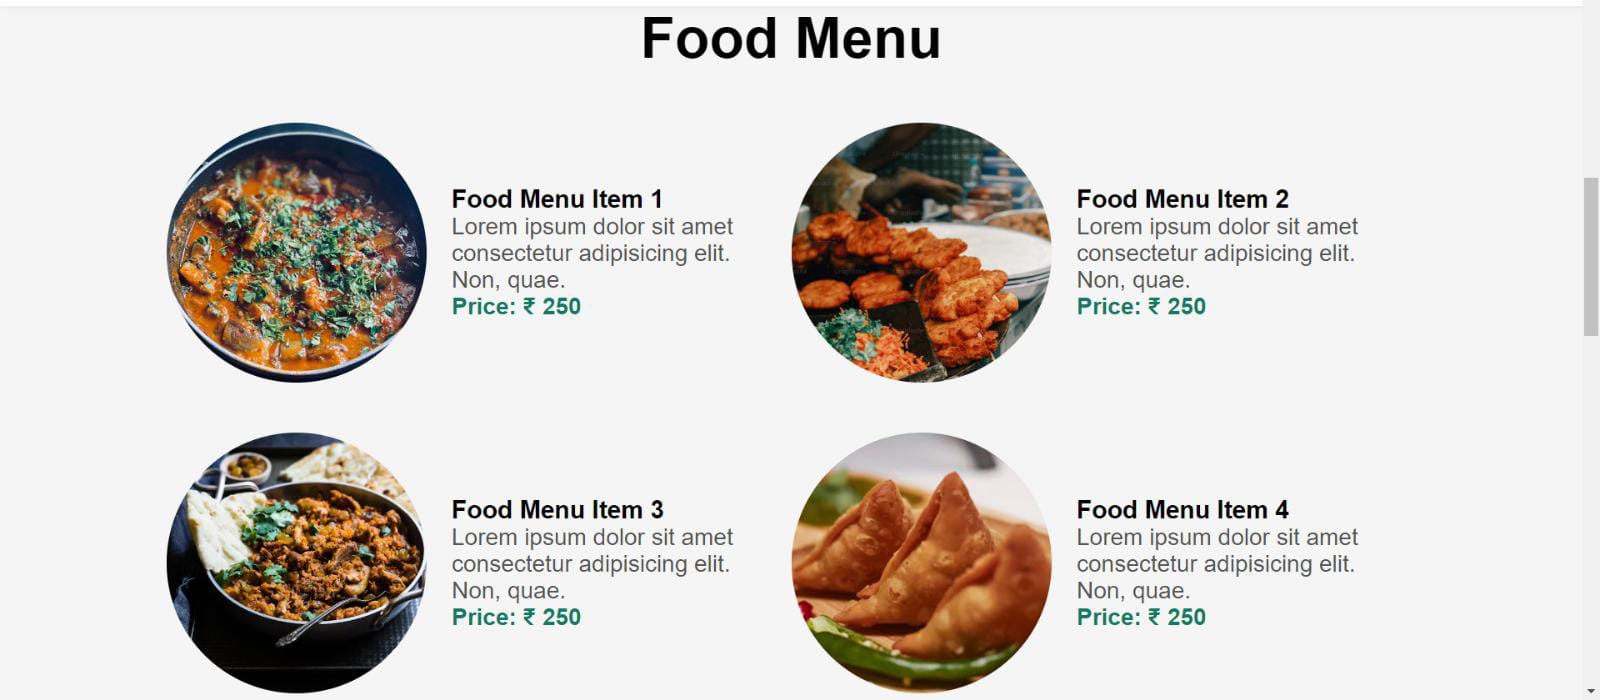 Food Menu
Food Menu Item 1
Lorem ipsum dolor sit amet
consectetur adipisicing elit.
Non, quae.
Price: ₹ 250
Food Menu Item 2
Lorem ipsum dolor sit amet
consectetur adipisicing elit.
Non, quae.
Price: ₹ 250
Food Menu Item 3
Lorem ipsum dolor sit amet
consectetur adipisicing elit.
Non, quae.
Price: ₹ 250
Food Menu Item 4
Lorem ipsum dolor sit amet
consectetur adipisicing elit.
Non, quae.
Price: ₹ 250